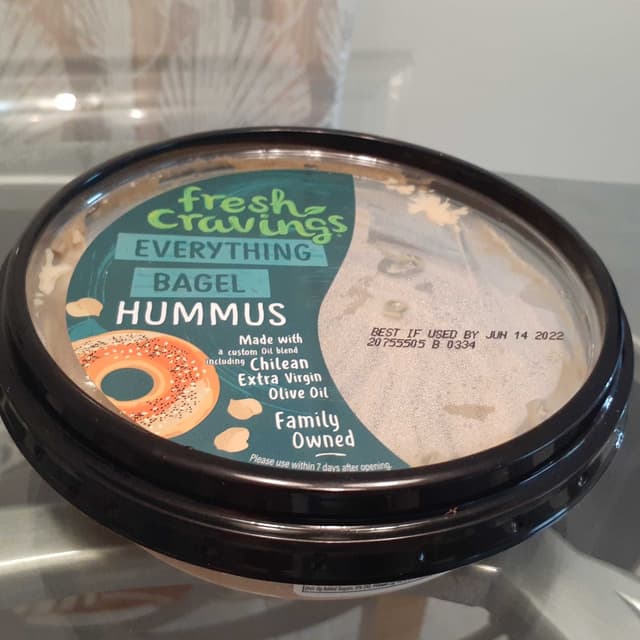 fresh
cravings
EVERYTHING
BAGEL
HUMMUS
Made with
a custom Oil blend
including Chilean
Extra Virgin
Olive Oil
Family
Owned
Please use within 7 days after opening.
BEST IF USED BY JUN 14 2022
20755505 B 0334